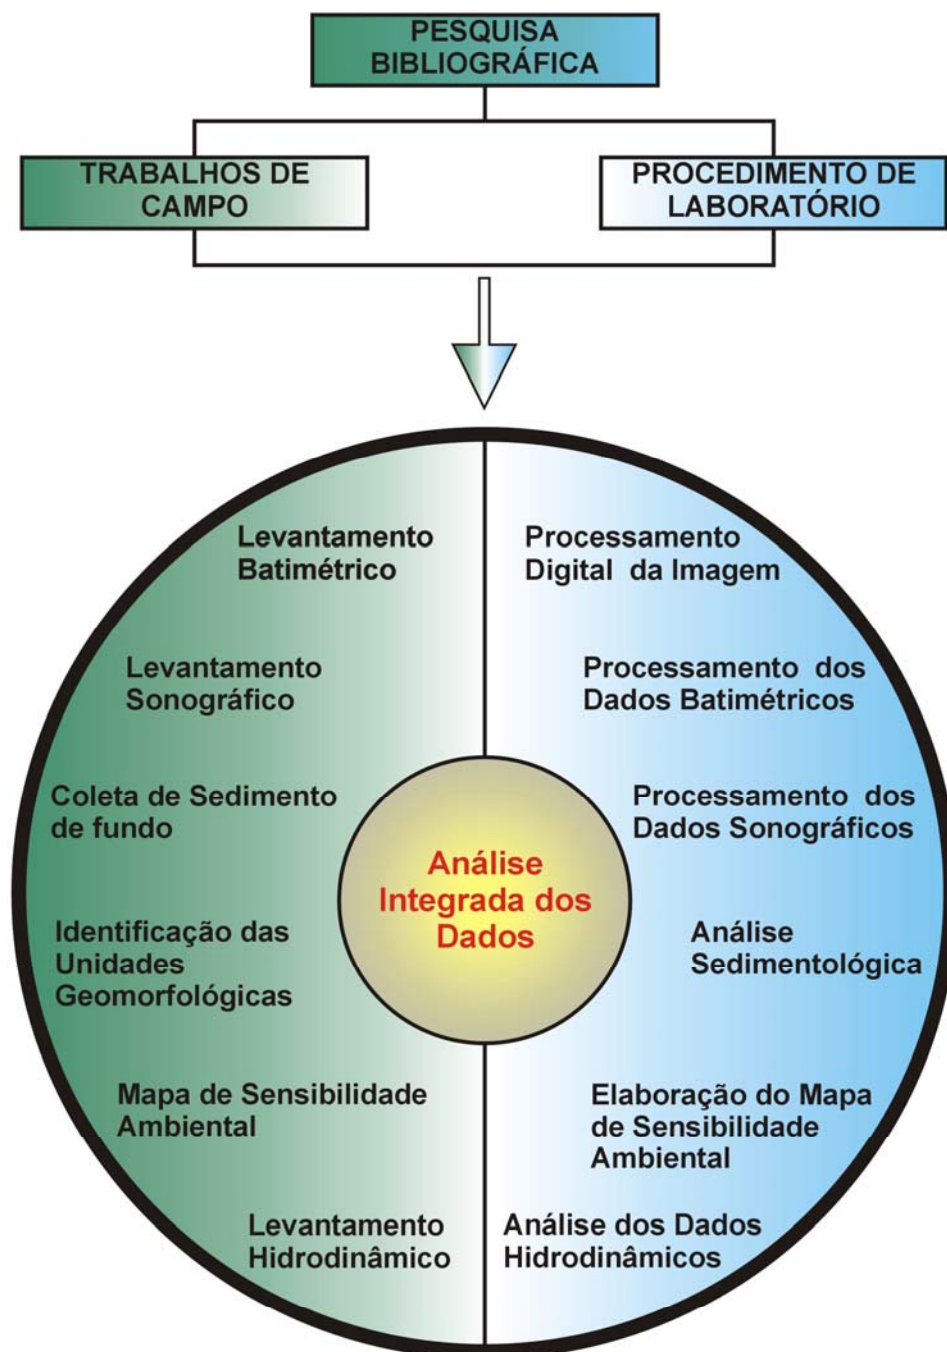 PESQUISA
BIBLIOGRÁFICA
TRABALHOS DE
CAMPO
PROCEDIMENTO DE
LABORATÓRIO
Levantamento
Batimétrico
Levantamento
Sonográfico
Coleta de Sedimento
de fundo
Identificação das
Unidades
Geomorfológicas
Mapa de Sensibilidade
Ambiental
Levantamento
Hidrodinâmico
Análise
Integrada dos
Dados
Processamento
Digital da Imagem
Processamento dos
Dados Batimétricos
Processamento dos
Dados Sonográficos
Análise
Sedimentológica
Elaboração do Mapa
de Sensibilidade
Ambiental
Análise dos Dados
Hidrodinâmicos